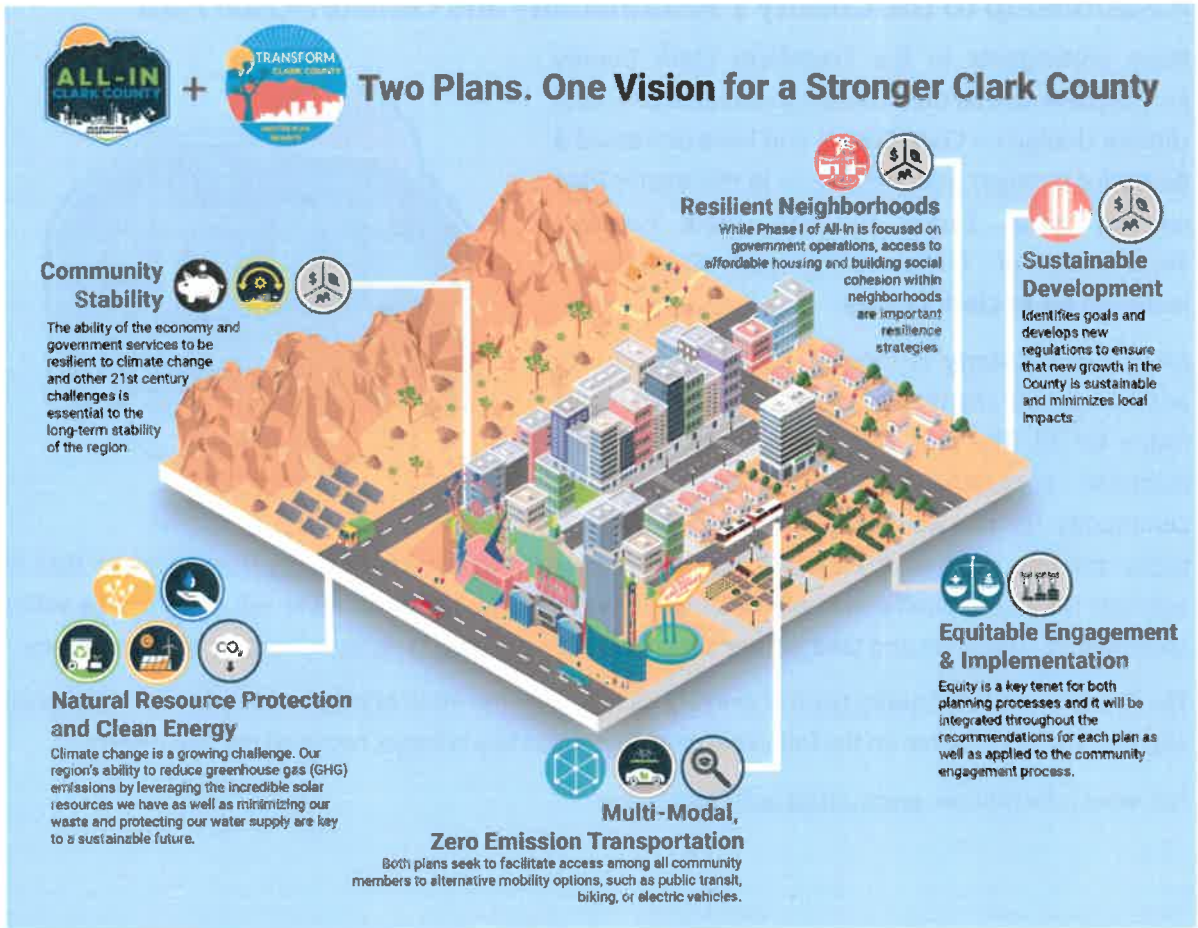 ALL-IN
CLARK COUNTY
+
TRANSFORM
CLARK COUNTY
Two Plans. One Vision for a Stronger Clark County
Resilient Neighborhoods
While Phase I of All-In is focused on
government operations, access to
affordable housing and building social
cohesion within
neighborhoods
are important
resilience
strategies
$
Sustainable
Development
Identifies goals and
develops new
regulations to ensure
that new growth in the
County is sustainable
and minimizes local
impacts.
$
Community
Stability
$
The ability of the economy and
government services to be
resilient to climate change
and other 21st century
challenges is
essential to the
long-term stability
of the region.
CO₂
Natural Resource Protection
and Clean Energy
Climate change is a growing challenge. Our
region's ability to reduce greenhouse gas (GHG)
emissions by leveraging the incredible solar
resources we have as well as minimizing our
waste and protecting our water supply are key
to a sustainable future.
Multi-Modal,
Zero Emission Transportation
Both plans seek to facilitate access among all community
members to alternative mobility options, such as public transit,
biking, or electric vehicles.
Equitable Engagement
& Implementation
Equity is a key tenet for both
planning processes and it will be
integrated throughout the
recommendations for each plan as
well as applied to the community
engagement process.